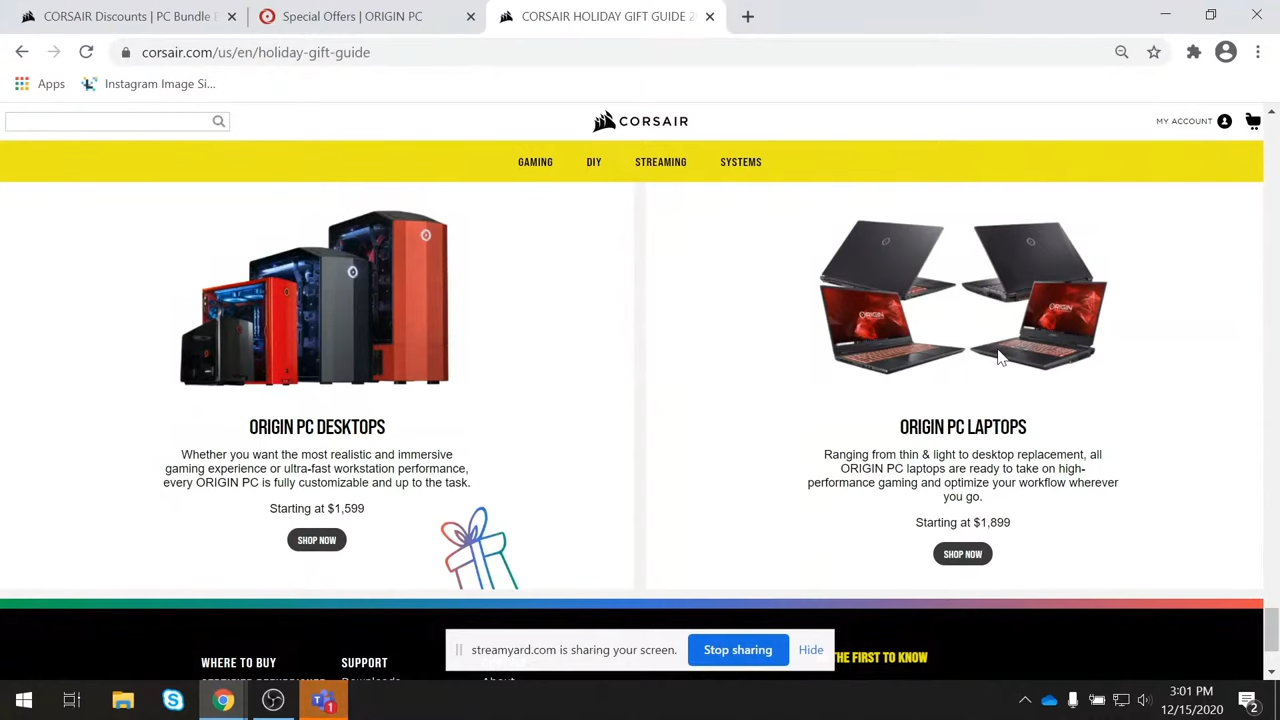 CORSAIR Discounts | PC Bundle E
Special Offers | ORIGIN PC
CORSAIR HOLIDAY GIFT GUIDE 2
corsair.com/us/en/holiday-gift-guide
Apps
Instagram Image Si...
CORSAIR
MY ACCOUNT
GAMING
DIY
STREAMING
SYSTEMS
ORIGIN PC DESKTOPS
Whether you want the most realistic and immersive
gaming experience or ultra-fast workstation performance,
every ORIGIN PC is fully customizable and up to the task.
Starting at $1,599
SHOP NOW
ORIGIN
ORIGIN
ORIGIN PC LAPTOPS
Ranging from thin & light to desktop replacement, all
ORIGIN PC laptops are ready to take on high-
performance gaming and optimize your workflow wherever
you go.
Starting at $1,899
SHOP NOW
WHERE TO BUY
SUPPORT
Downloads
About
THE FIRST TO KNOW
streamyard.com is sharing your screen.
Stop sharing
Hide
1
3:01 PM
12/15/2020
2